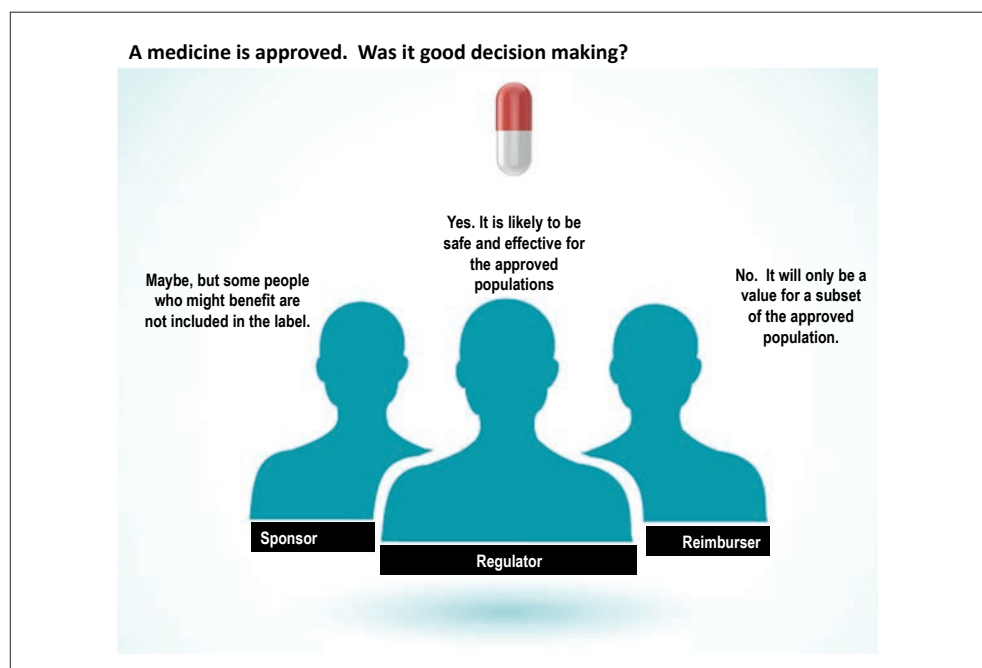 A medicine is approved.  Was it good decision making?
Yes. It is likely to be
safe and effective for
the approved
populations
Maybe, but some people
who might benefit are
not included in the label.
No.  It will only be a
value for a subset
of the approved
population.
Sponsor
Regulator
Reimburser